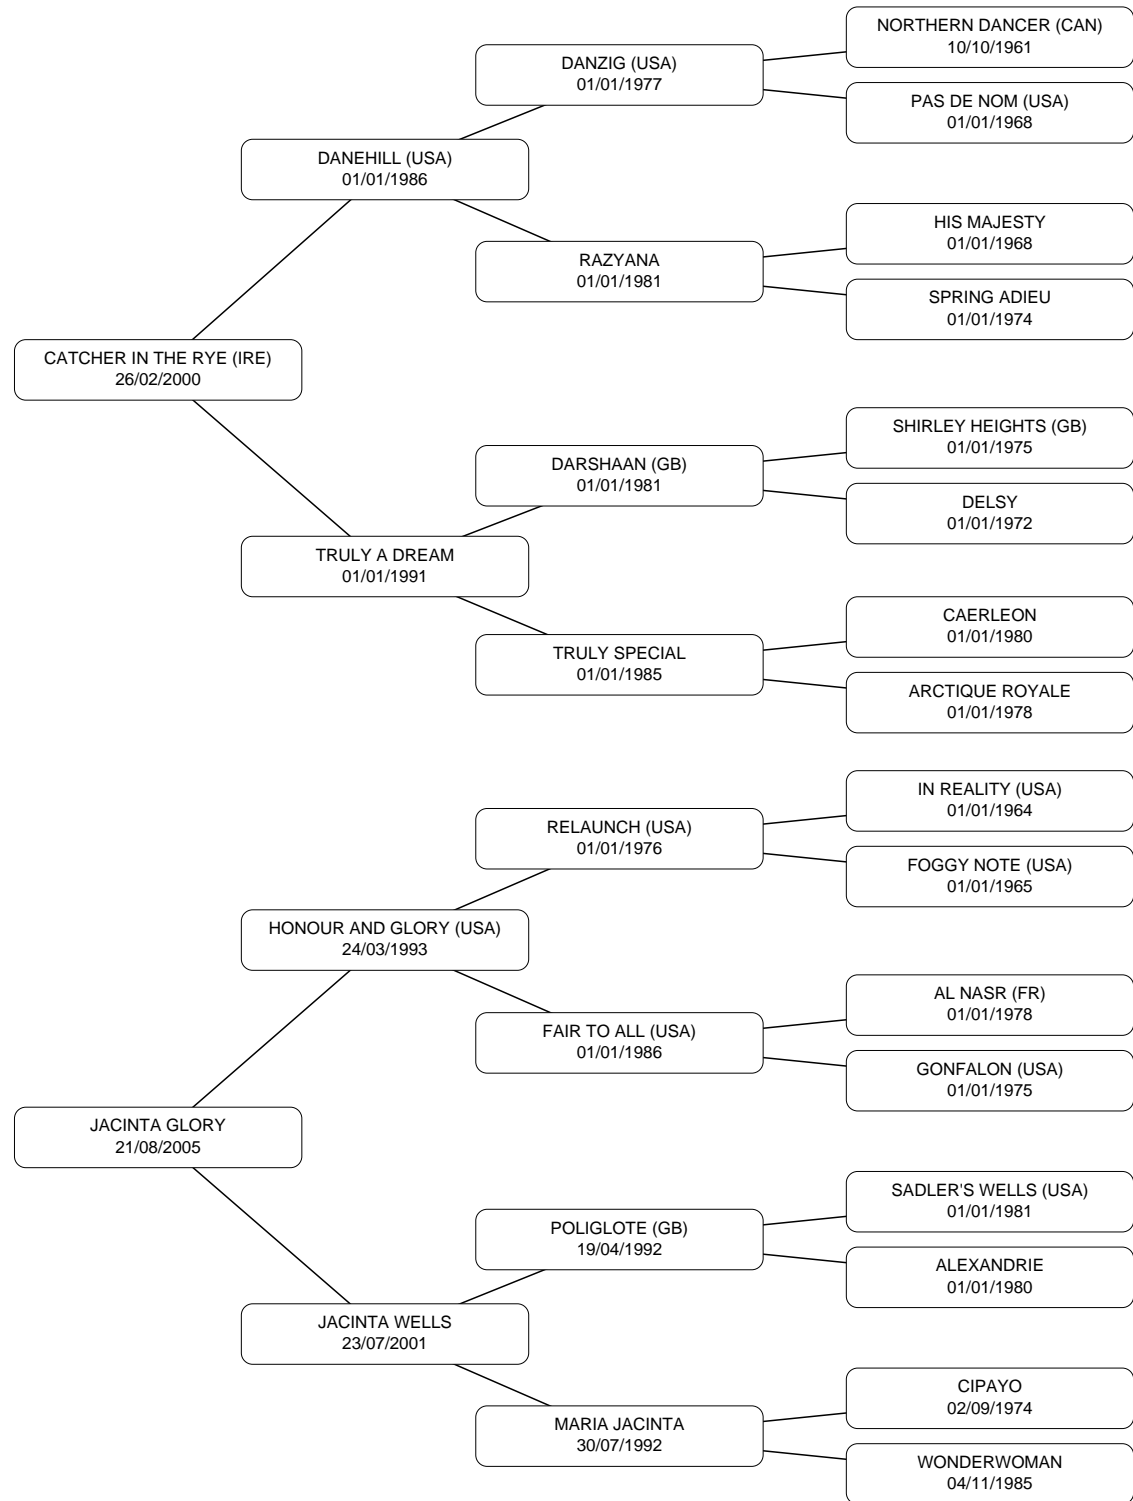 NORTHERN DANCER (CAN)
10/10/1961
DANZIG (USA)
01/01/1977
PAS DE NOM (USA)
01/01/1968
DANEHILL (USA)
01/01/1986
HIS MAJESTY
01/01/1968
RAZYANA
01/01/1981
SPRING ADIEU
01/01/1974
CATCHER IN THE RYE (IRE)
26/02/2000
SHIRLEY HEIGHTS (GB)
01/01/1975
DARSHAAN (GB)
01/01/1981
DELSY
01/01/1972
TRULY A DREAM
01/01/1991
CAERLEON
01/01/1980
TRULY SPECIAL
01/01/1985
ARCTIQUE ROYALE
01/01/1978
IN REALITY (USA)
01/01/1964
RELAUNCH (USA)
01/01/1976
FOGGY NOTE (USA)
01/01/1965
HONOUR AND GLORY (USA)
24/03/1993
AL NASR (FR)
01/01/1978
FAIR TO ALL (USA)
01/01/1986
GONFALON (USA)
01/01/1975
JACINTA GLORY
21/08/2005
SADLER'S WELLS (USA)
01/01/1981
POLIGLOTE (GB)
19/04/1992
ALEXANDRIE
01/01/1980
JACINTA WELLS
23/07/2001
CIPAYO
02/09/1974
MARIA JACINTA
30/07/1992
WONDERWOMAN
04/11/1985